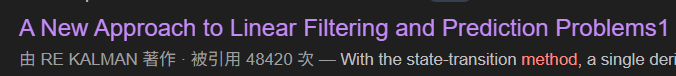 A New Approach to Linear Filtering and Prediction Problems1
由 RE KALMAN 著作 · 被引用 48420 次 — With the state-transition method, a single deri